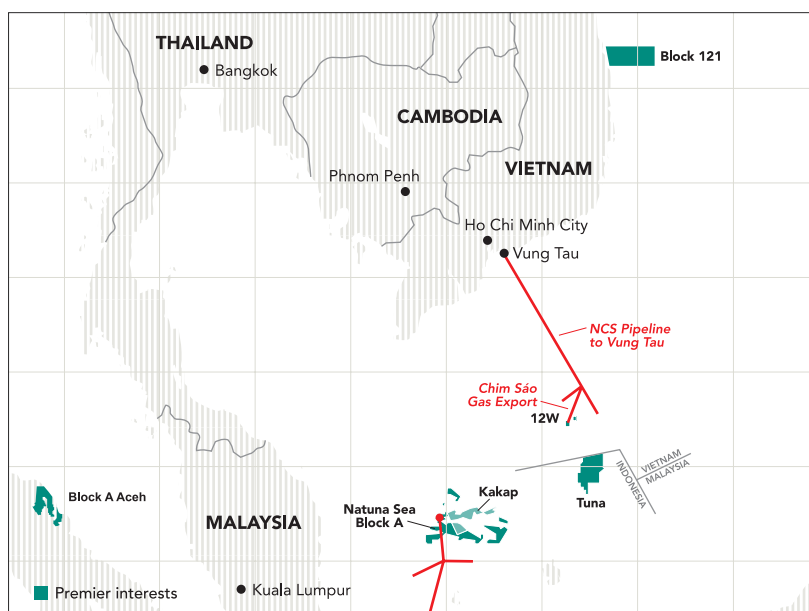 THAILAND
Bangkok
Block 121
CAMBODIA
Phnom Penh
VIETNAM
Ho Chi Minh City
Vung Tau
NCS Pipeline
to Vung Tau
Chim Sáo
Gas Export
12W
VIETNAM
MALAYSIA
INDONESIA
Tuna
Kakap
Natuna Sea
Block A
Block A Aceh
MALAYSIA
Kuala Lumpur
Premier interests